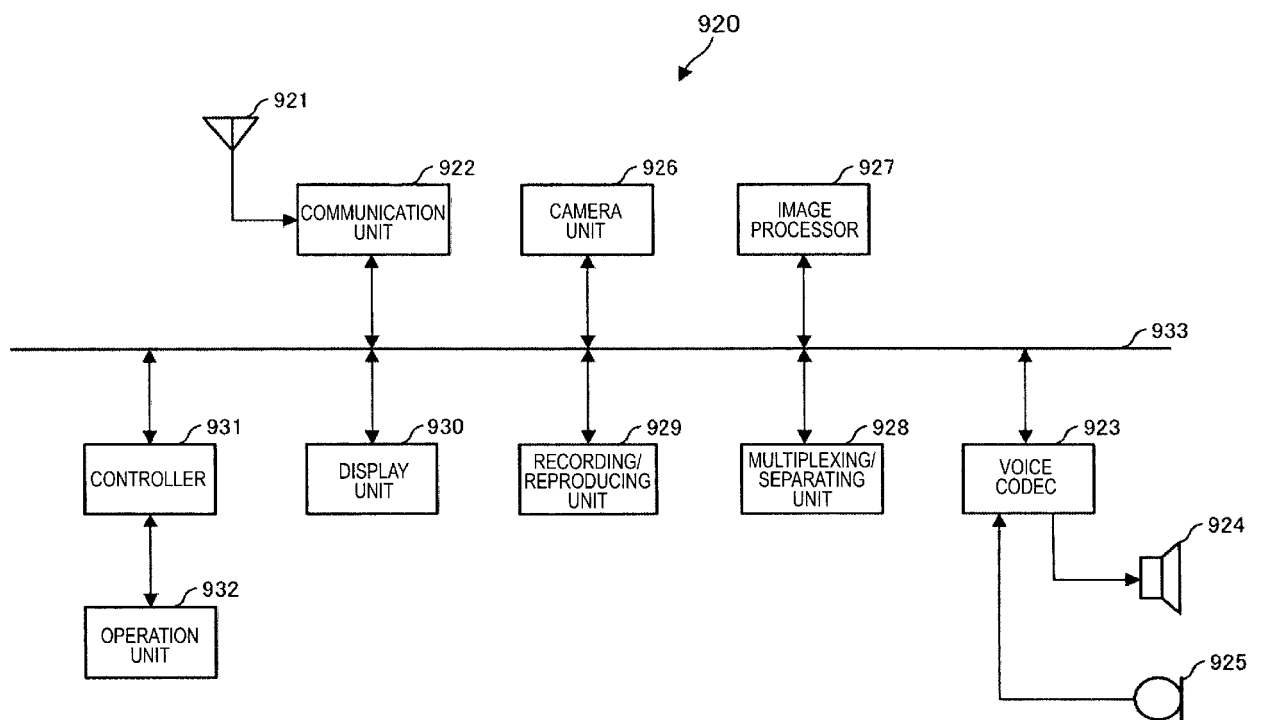 920
921
922
926
927
COMMUNICATION
UNIT
CAMERA
UNIT
IMAGE
PROCESSOR
933
931
930
929
928
923
CONTROLLER
DISPLAY
UNIT
RECORDING/
REPRODUCING
UNIT
MULTIPLEXING/
SEPARATING
UNIT
VOICE
CODEC
924
932
OPERATION
UNIT
925